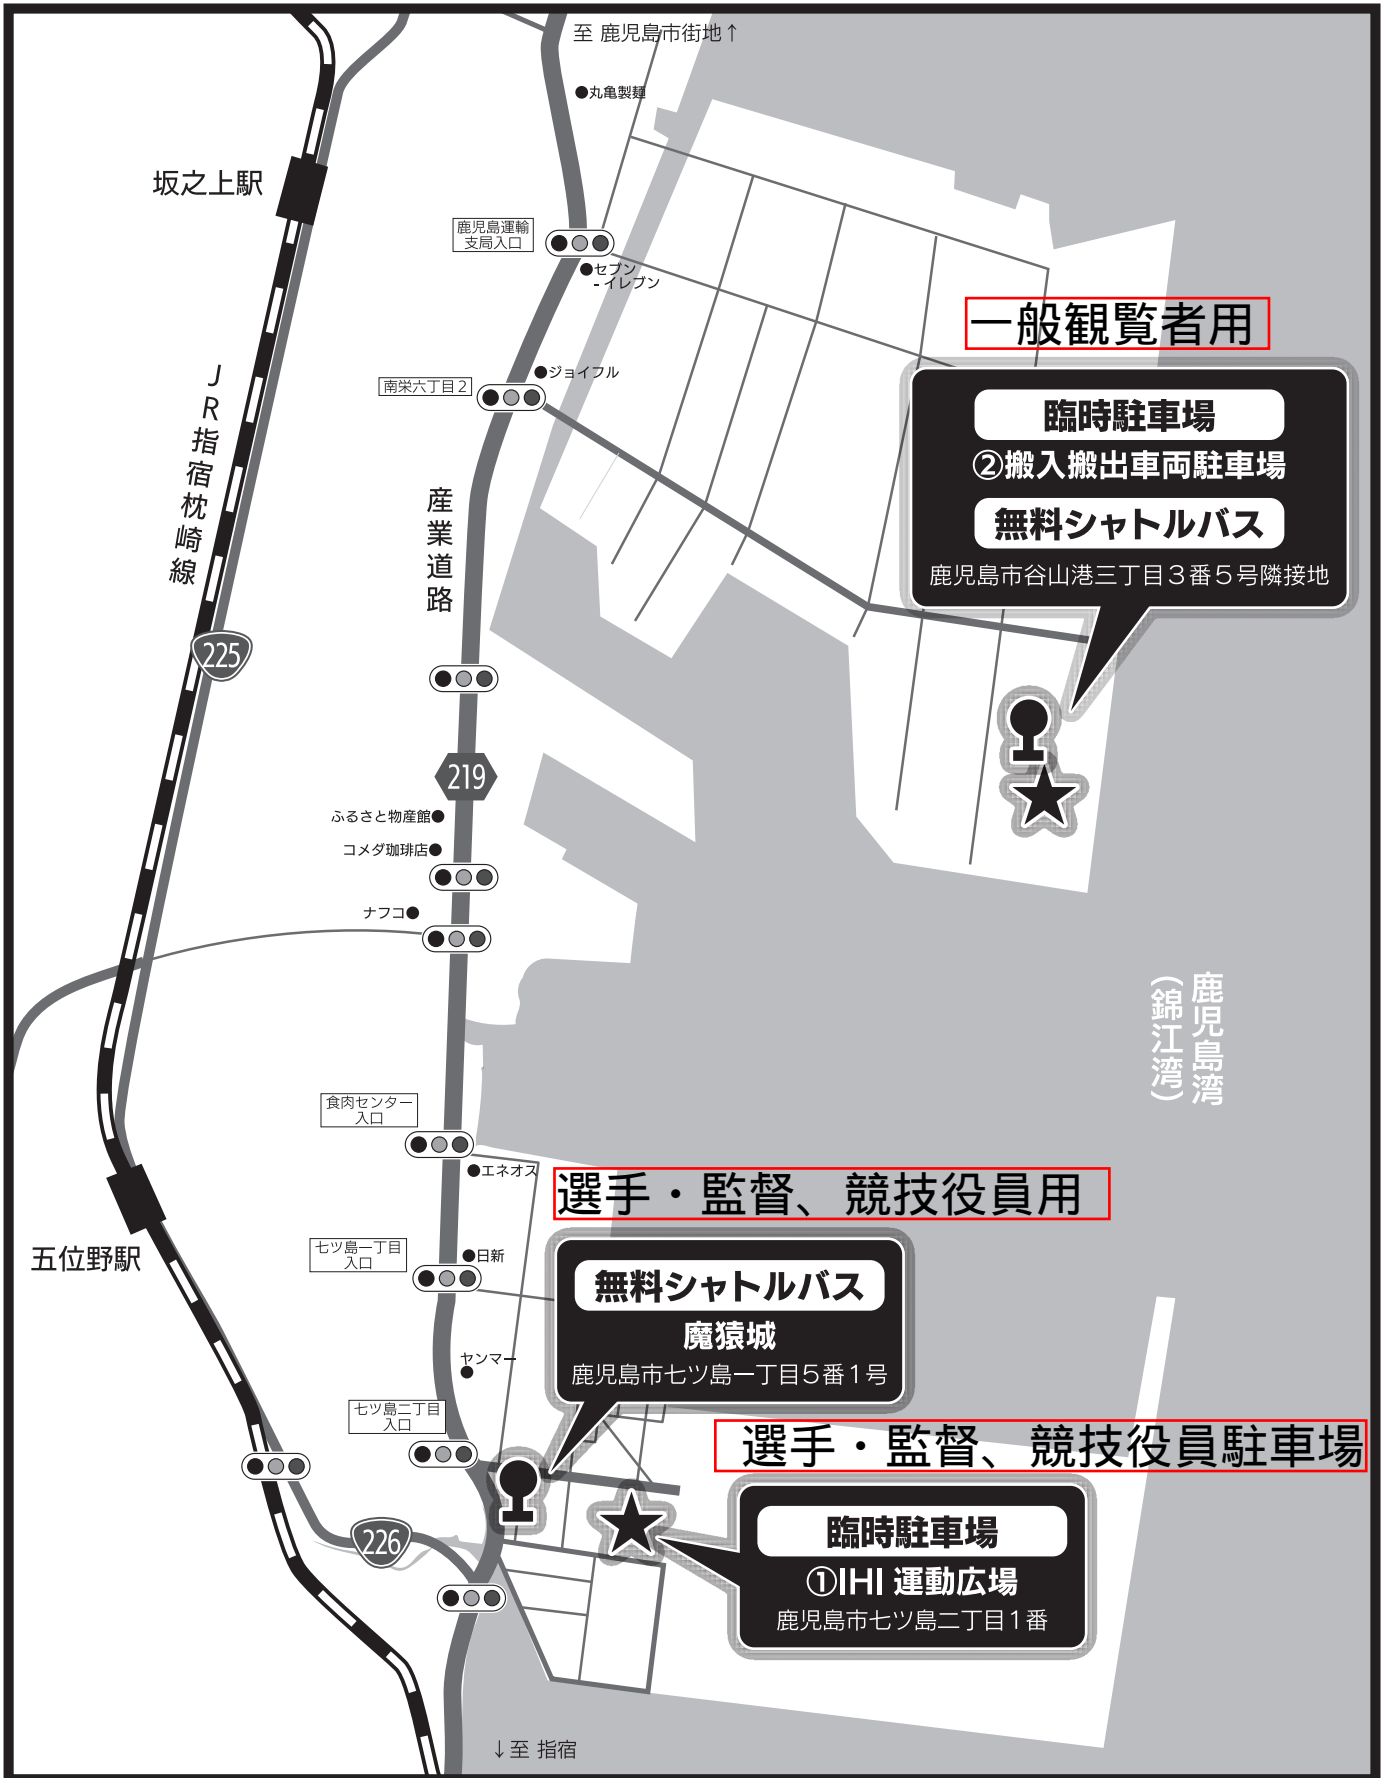 至 鹿児島市街地↑
丸亀製麺
坂之上駅
鹿児島運輸
支局入口
セブン
-イレブン
一般観覧者用
ジョイフル
南栄六丁目2
臨時駐車場
②搬入搬出車両駐車場
無料シャトルバス
鹿児島市谷山港三丁目3番5号隣接地
JR指宿枕崎線
産業道路
225
219
ふるさと物産館
コメダ珈琲店
ナフコ
鹿児島湾
(錦江湾)
食肉センター
入口
エネオス
選手・監督、競技役員用
五位野駅
七ツ島一丁目
入口
日新
無料シャトルバス
魔猿城
鹿児島市七ツ島一丁目5番1号
ヤンマー
七ツ島二丁目
入口
選手・監督、競技役員駐車場
臨時駐車場
①IHI 運動広場
鹿児島市七ツ島二丁目1番
226
↓至 指宿